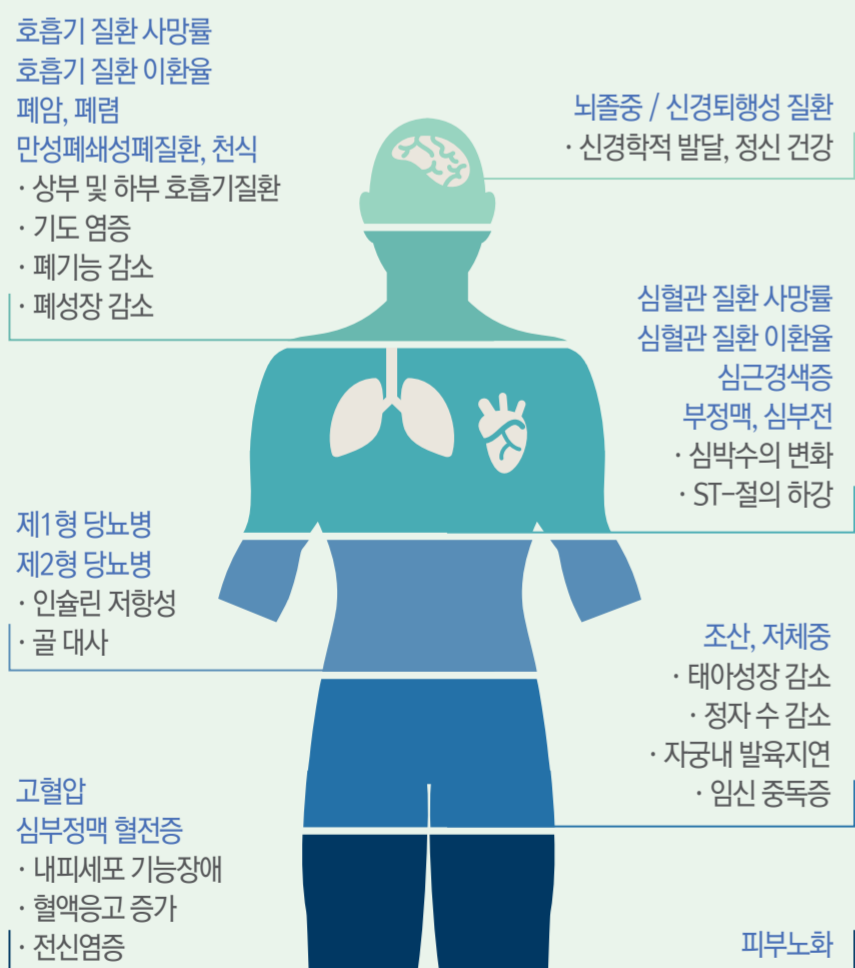 호흡기 질환 사망률
호흡기 질환 이환율
폐암, 폐렴
만성폐쇄성폐질환, 천식
· 상부 및 하부 호흡기질환
· 기도 염증
· 폐기능 감소
· 폐성장 감소
뇌졸중 / 신경퇴행성 질환
· 신경학적 발달, 정신 건강
심혈관 질환 사망률
심혈관 질환 이환율
심근경색증
부정맥, 심부전
· 심박수의 변화
· ST-절의 하강
제1형 당뇨병
제2형 당뇨병
· 인슐린 저항성
· 골 대사
조산, 저체중
· 태아성장 감소
· 정자 수 감소
· 자궁내 발육지연
· 임신 중독증
고혈압
심부정맥 혈전증
· 내피세포 기능장애
· 혈액응고 증가
· 전신염증
피부노화